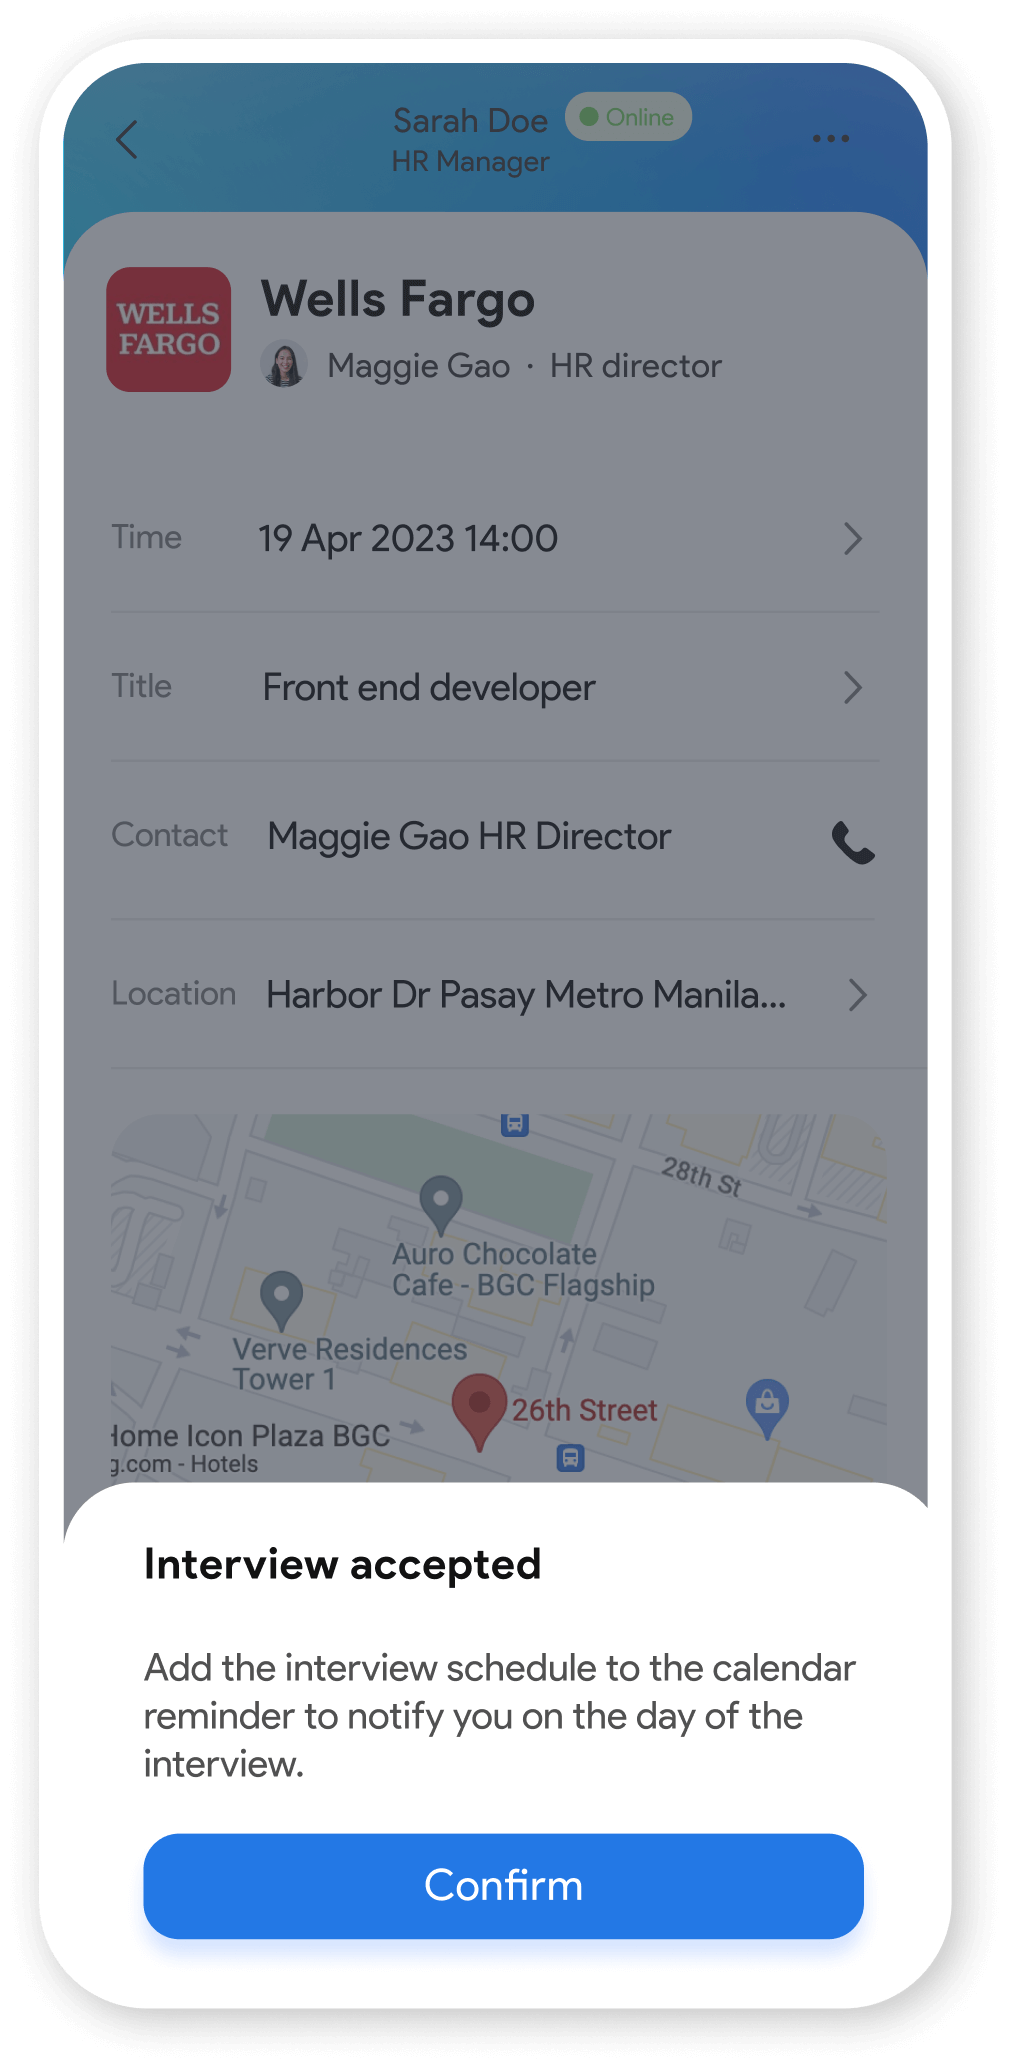 Sarah Doe
Online
HR Manager
WELLS
FARGO
Wells Fargo
Maggie Gao · HR director
Time 19 Apr 2023 14:00
Title Front end developer
Contact Maggie Gao HR Director
Location Harbor Dr Pasay Metro Manila...
28th St
Auro Chocolate
Cafe - BGC Flagship
Verve Residences
Tower 1
26th Street
Home Icon Plaza BGC
g.com - Hotels
Interview accepted
Add the interview schedule to the calendar
reminder to notify you on the day of the
interview.
Confirm